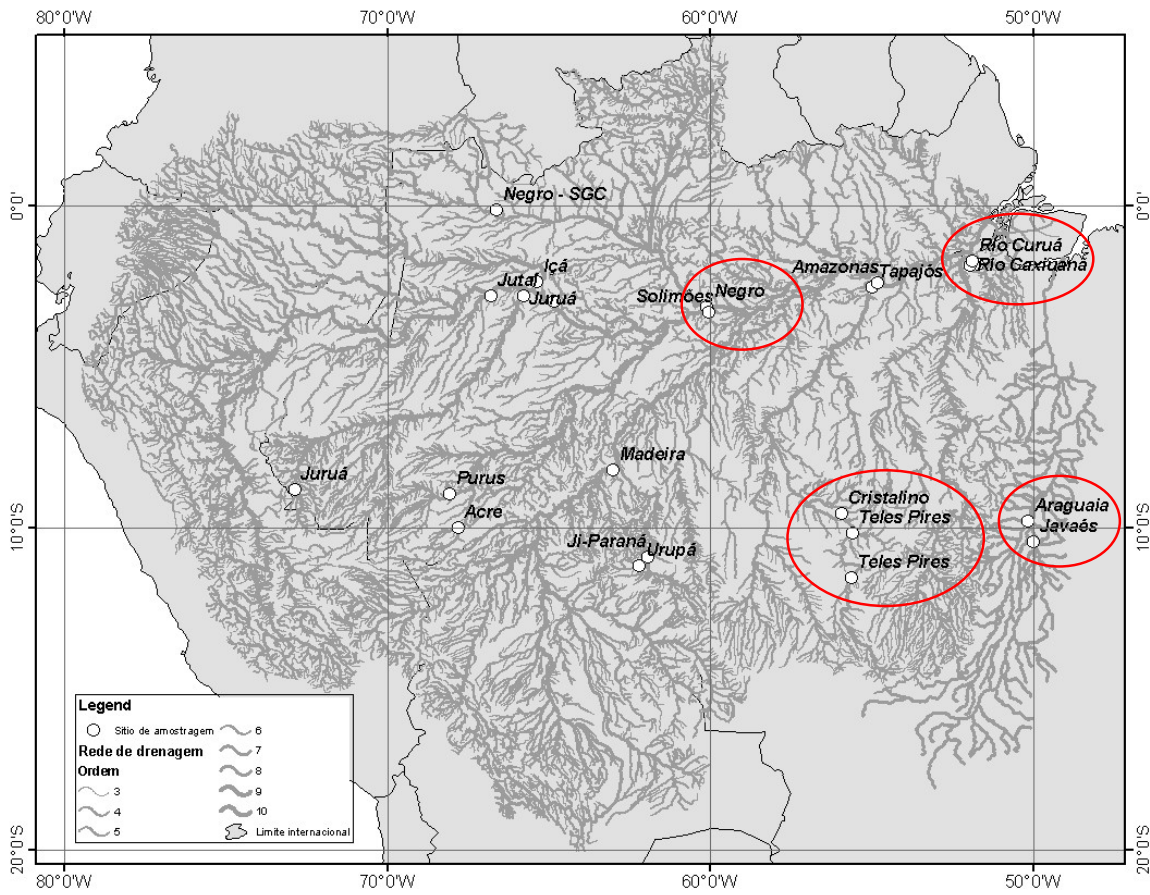 80°0'W 70°0'W 60°0'W 50°0'W
0°0' 0°0'
Negro - SGC
Río Curuá
Río Caxiuanã
Içá
Jutaí
Juruá
Amazonas
Tapajós
Solimões
Negro
Madeira
Juruá
Purus
Acre
Cristalino
Teles Pires
Araguaia
Javaés
10°0'S 10°0'S
Ji-Paraná
Urupá
Teles Pires
Legend
Sítio de amostragem
Rede de drenagem
Ordem
3
4
5
6
7
8
9
10
Limite internacional
20°0'S 20°0'S
80°0'W 70°0'W 60°0'W 50°0'W